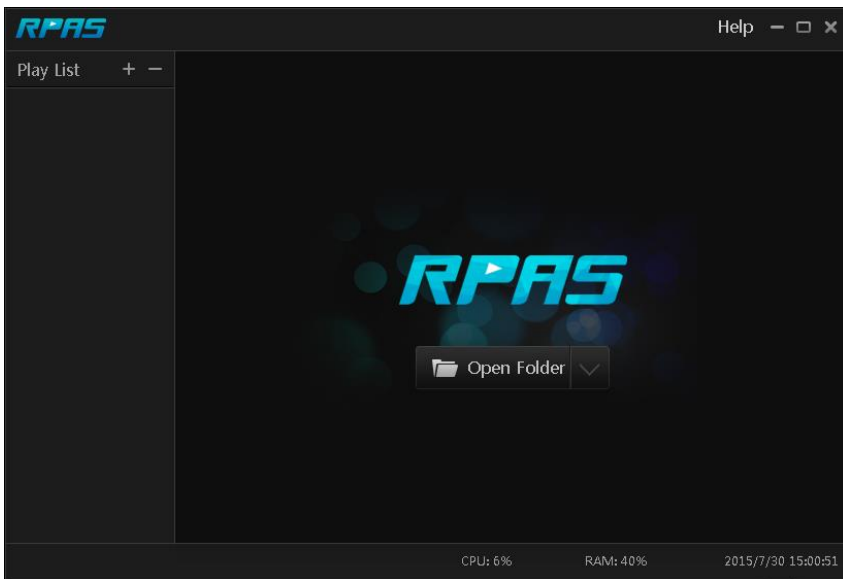 RPAS
Help
Play List + −
RPAS
Open Folder
CPU: 6% RAM: 40% 2015/7/30 15:00:51